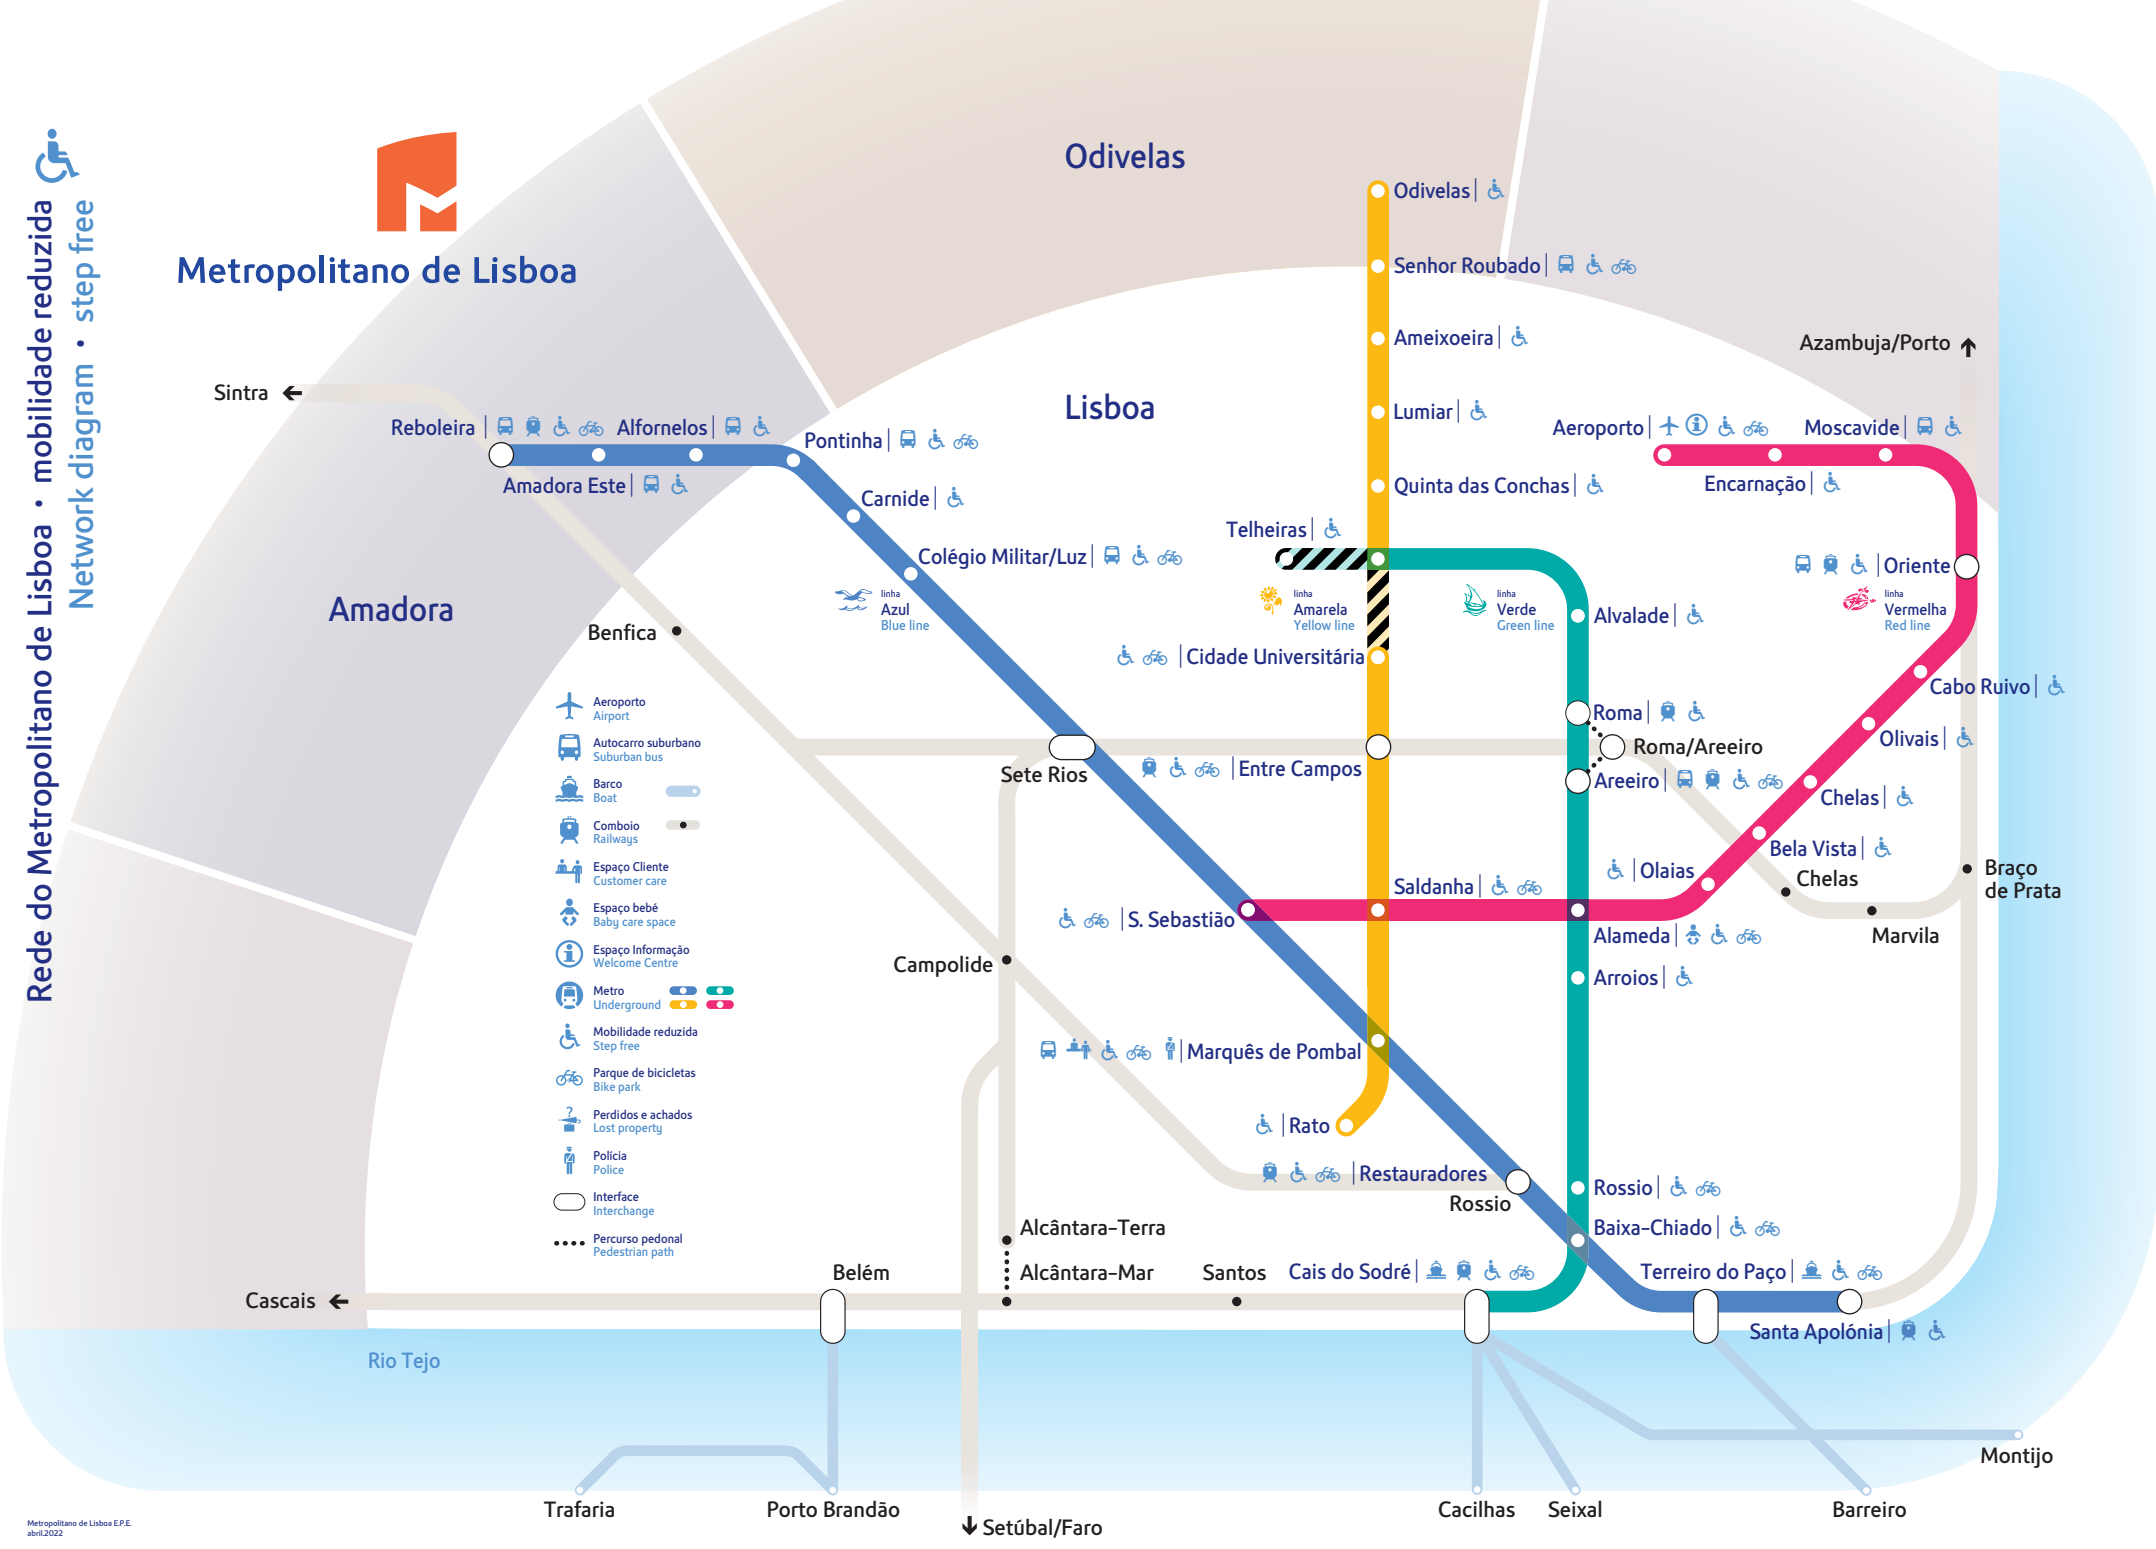 Rede do Metropolitano de Lisboa • mobilidade reduzida
Network diagram • step free
Metropolitano de Lisboa
Odivelas
Lisboa
Amadora
Odivelas
Senhor Roubado
Ameixoeira
Lumiar
Quinta das Conchas
Telheiras
Cidade Universitária
Entre Campos
Saldanha
Marquês de Pombal
Rato
Azambuja/Porto
Sintra
Reboleira
Alfornelos
Pontinha
Amadora Este
Carnide
Colégio Militar/Luz
linha
Azul
Blue line
linha
Amarela
Yellow line
linha
Verde
Green line
linha
Vermelha
Red line
Aeroporto
Moscavide
Encarnação
Oriente
Cabo Ruivo
Olivais
Chelas
Bela Vista
Olaias
Alvalade
Roma
Roma/Areeiro
Areeiro
Alameda
Arroios
Chelas
Marvila
Braço
de Prata
Benfica
Sete Rios
S. Sebastião
Campolide
Restauradores
Rossio
Rossio
Baixa-Chiado
Terreiro do Paço
Santa Apolónia
Cais do Sodré
Santos
Alcântara-Terra
Alcântara-Mar
Belém
Cascais
Rio Tejo
Aeroporto
Airport
Autocarro suburbano
Suburban bus
Barco
Boat
Comboio
Railways
Espaço Cliente
Customer care
Espaço bebé
Baby care space
Espaço Informação
Welcome Centre
Metro
Underground
Mobilidade reduzida
Step free
Parque de bicicletas
Bike park
Perdidos e achados
Lost property
Polícia
Police
Interface
Interchange
Percurso pedonal
Pedestrian path
Trafaria
Porto Brandão
Setúbal/Faro
Cacilhas
Seixal
Barreiro
Montijo
Metropolitano de Lisboa E.P.E.
abril.2022